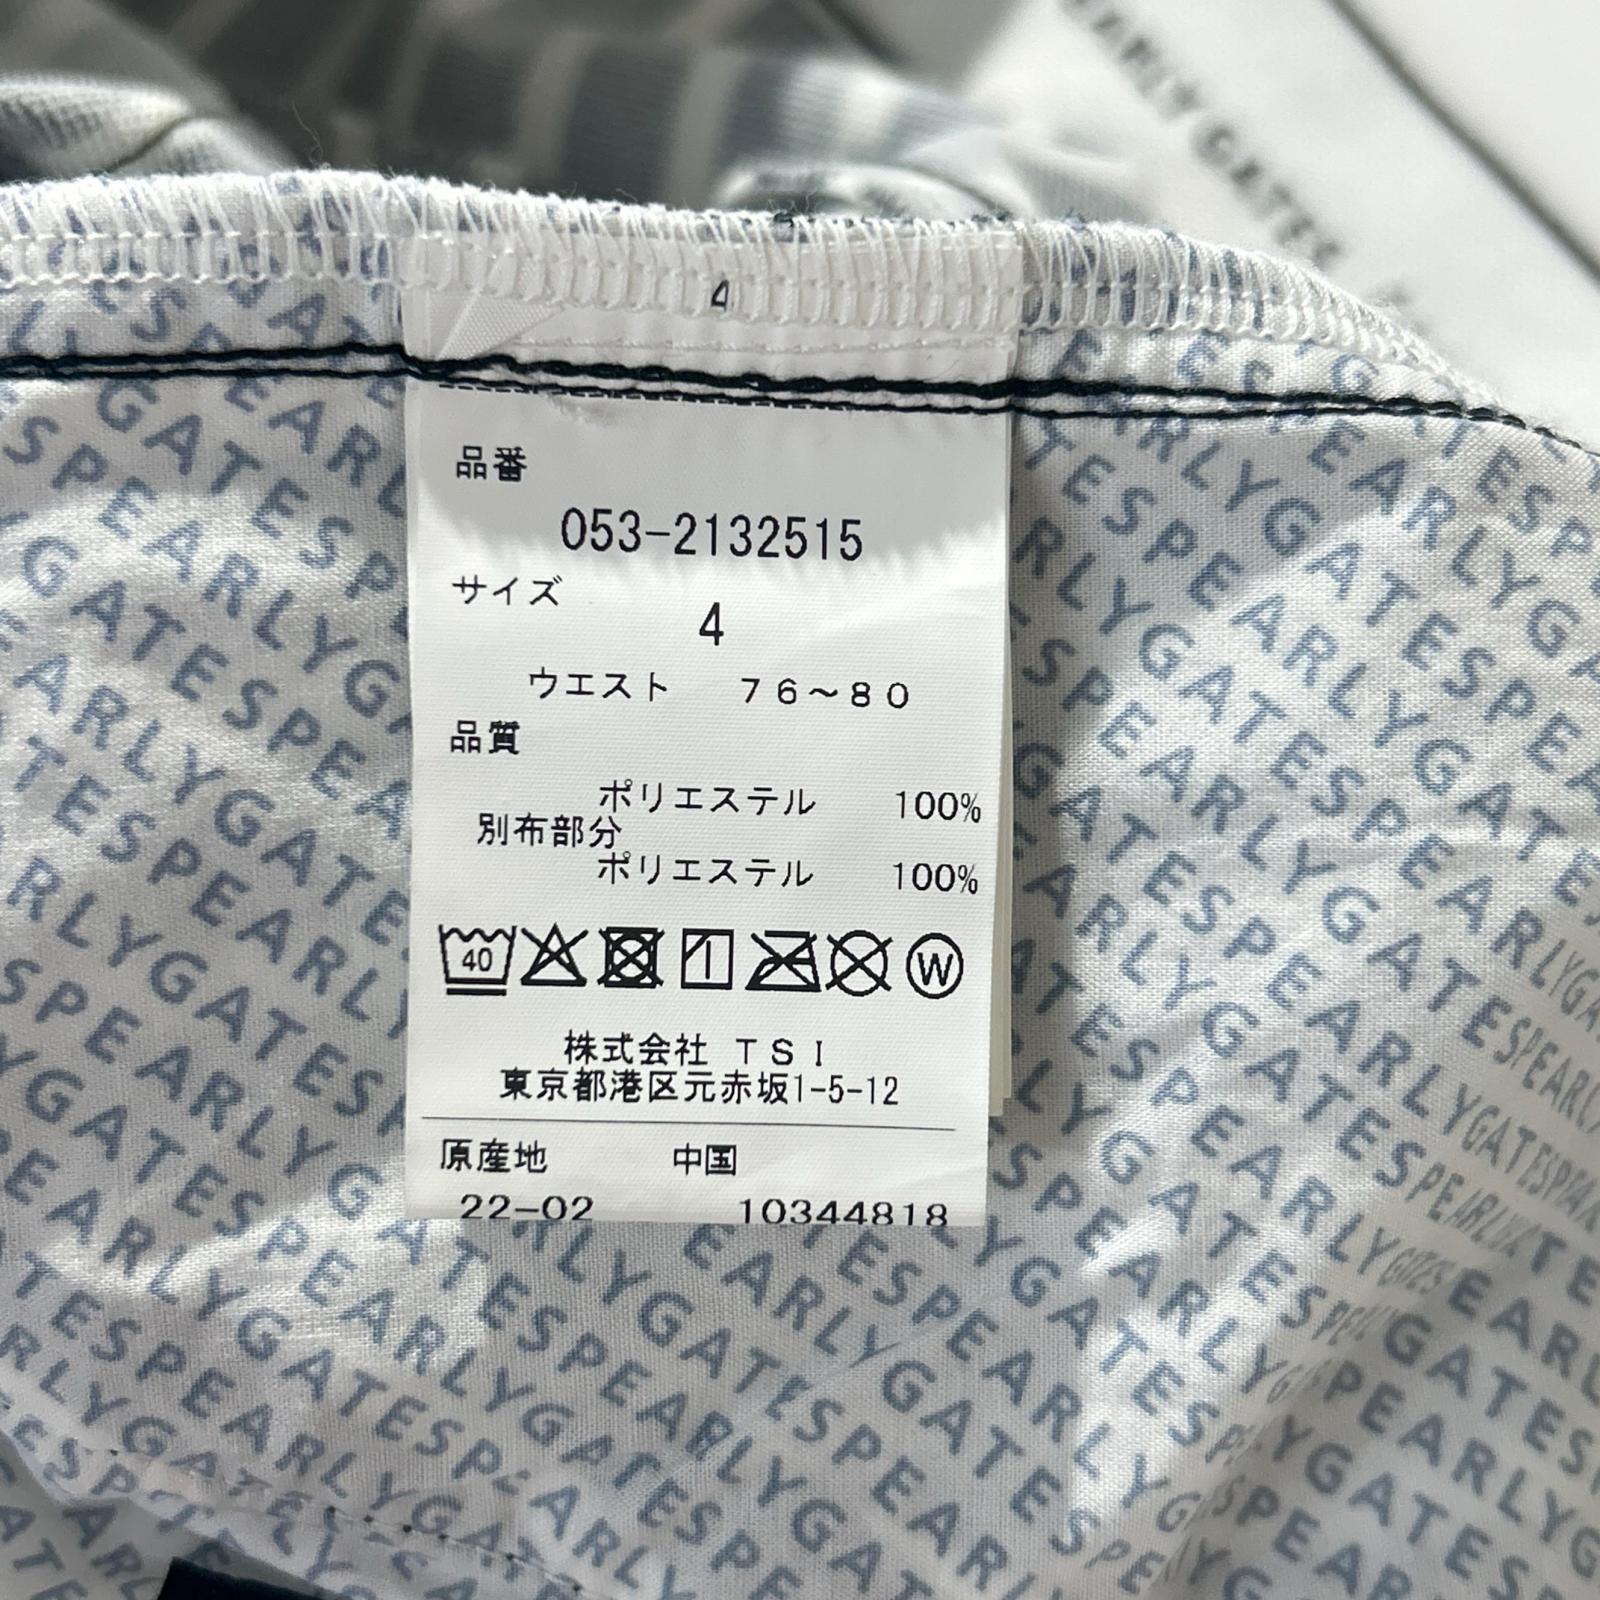 EARLY GATES
4
品番
053-2132515
サイズ
4
ウエスト 76~80
品質
ポリエステル 100%
別布部分
ポリエステル 100%
40
W
株式会社 TSI
東京都港区元赤坂1-5-12
原産地 中国
22-02 10344818
PEARLYGATESPEARLYGATES